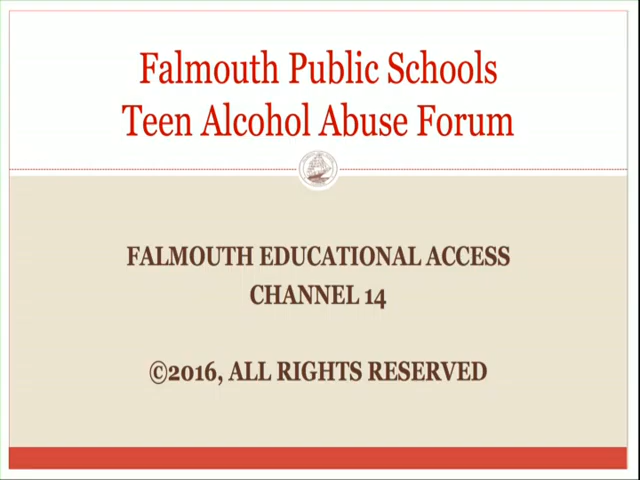 Falmouth Public Schools
Teen Alcohol Abuse Forum
FALMOUTH EDUCATIONAL ACCESS
CHANNEL 14
©2016, ALL RIGHTS RESERVED